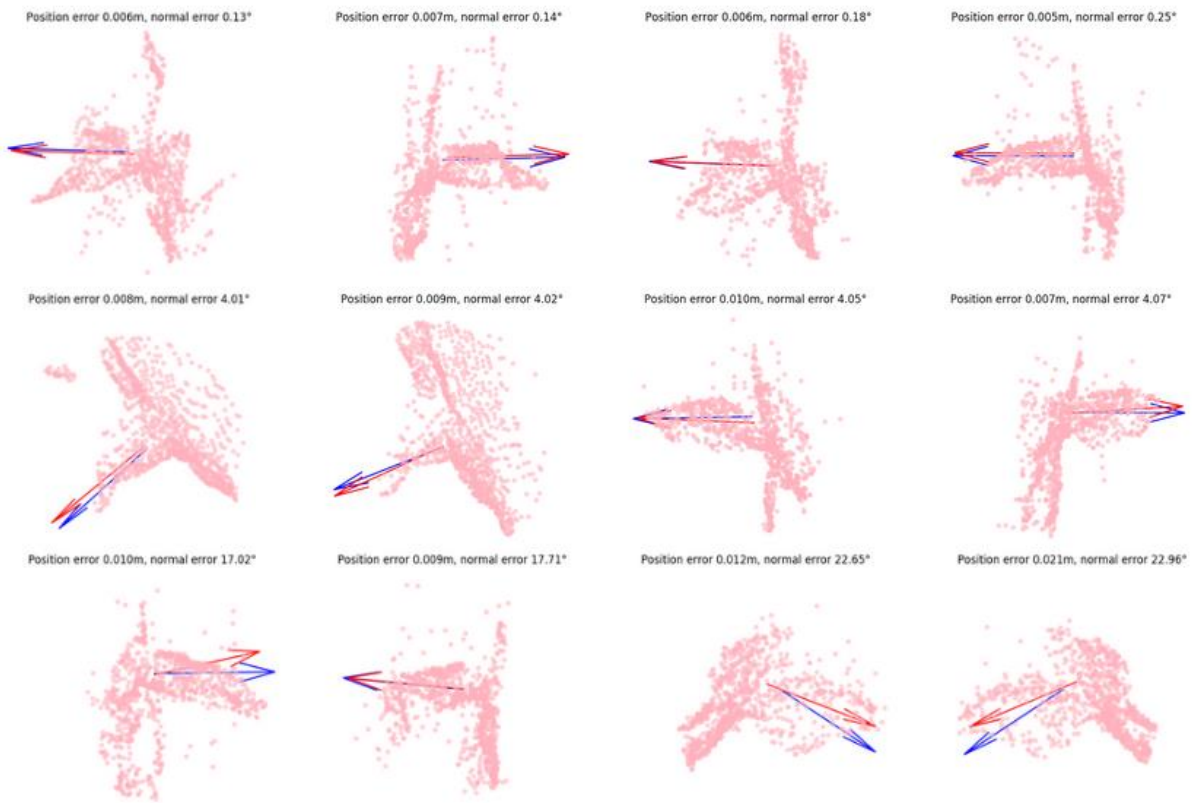 Position error 0.006m, normal error 0.13°
Position error 0.007m, normal error 0.14°
Position error 0.006m, normal error 0.18°
Position error 0.005m, normal error 0.25°
Position error 0.008m, normal error 4.01°
Position error 0.009m, normal error 4.02°
Position error 0.010m, normal error 4.05°
Position error 0.007m, normal error 4.07°
Position error 0.010m, normal error 17.02°
Position error 0.009m, normal error 17.71°
Position error 0.012m, normal error 22.65°
Position error 0.021m, normal error 22.96°